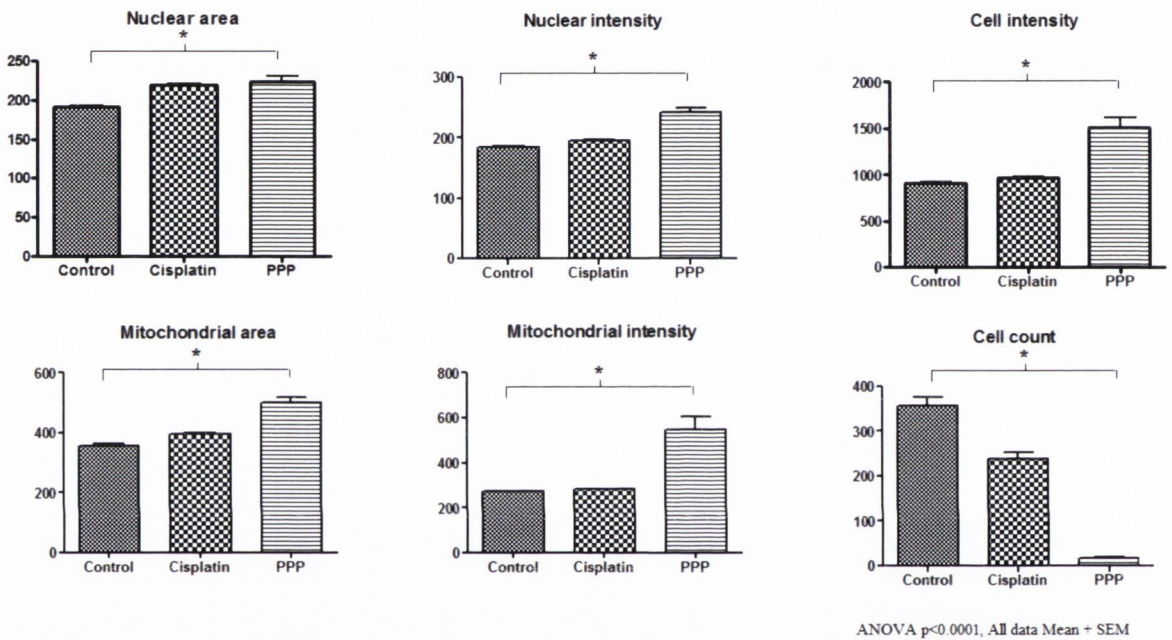 Nuclear area
*
250
200
150
100
50
0
Control Cisplatin PPP
Nuclear intensity
*
300
200
100
0
Control Cisplatin PPP
Cell intensity
*
2000
1500
1000
500
0
Control Cisplatin PPP
Mitochondrial area
*
600
400
200
0
Control Cisplatin PPP
Mitochondrial intensity
*
800
600
400
200
0
Control Cisplatin PPP
Cell count
*
400
300
200
100
0
Control Cisplatin PPP
ANOVA p<0.0001, All data Mean + SEM